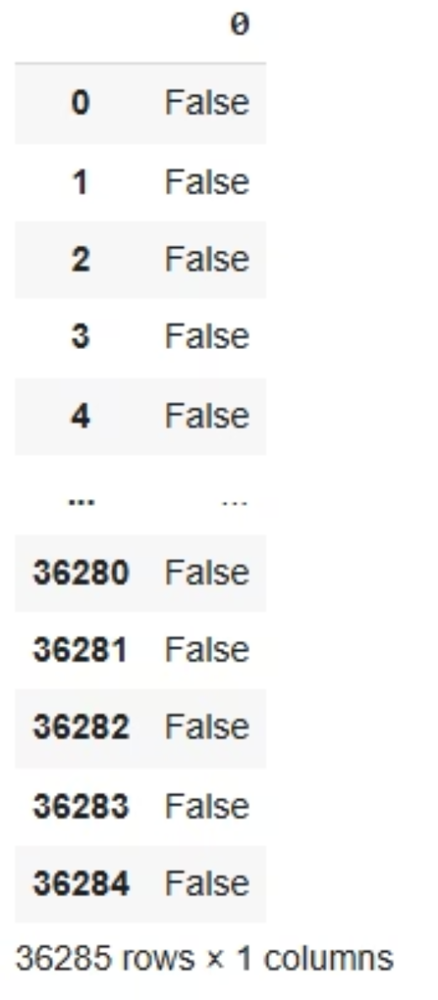 0
0 False
1 False
2 False
3 False
4 False
... ...
36280 False
36281 False
36282 False
36283 False
36284 False
36285 rows × 1 columns